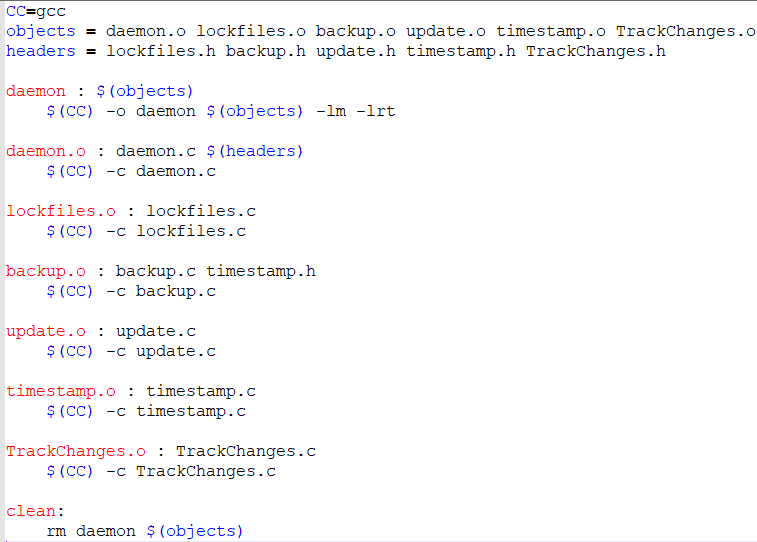 CC=gcc
objects = daemon.o lockfiles.o backup.o update.o timestamp.o TrackChanges.o
headers = lockfiles.h backup.h update.h timestamp.h TrackChanges.h

daemon : $(objects)
    $(CC) -o daemon $(objects) -lm -lrt

daemon.o : daemon.c $(headers)
    $(CC) -c daemon.c

lockfiles.o : lockfiles.c
    $(CC) -c lockfiles.c

backup.o : backup.c timestamp.h
    $(CC) -c backup.c

update.o : update.c
    $(CC) -c update.c

timestamp.o : timestamp.c
    $(CC) -c timestamp.c

TrackChanges.o : TrackChanges.c
    $(CC) -c TrackChanges.c

clean:
    rm daemon $(objects)